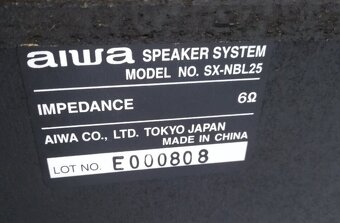 aiwa SPEAKER SYSTEM
MODEL NO. SX-NBL25
IMPEDANCE 6Ω
AIWA CO., LTD. TOKYO JAPAN
MADE IN CHINA
LOT NO. E000808